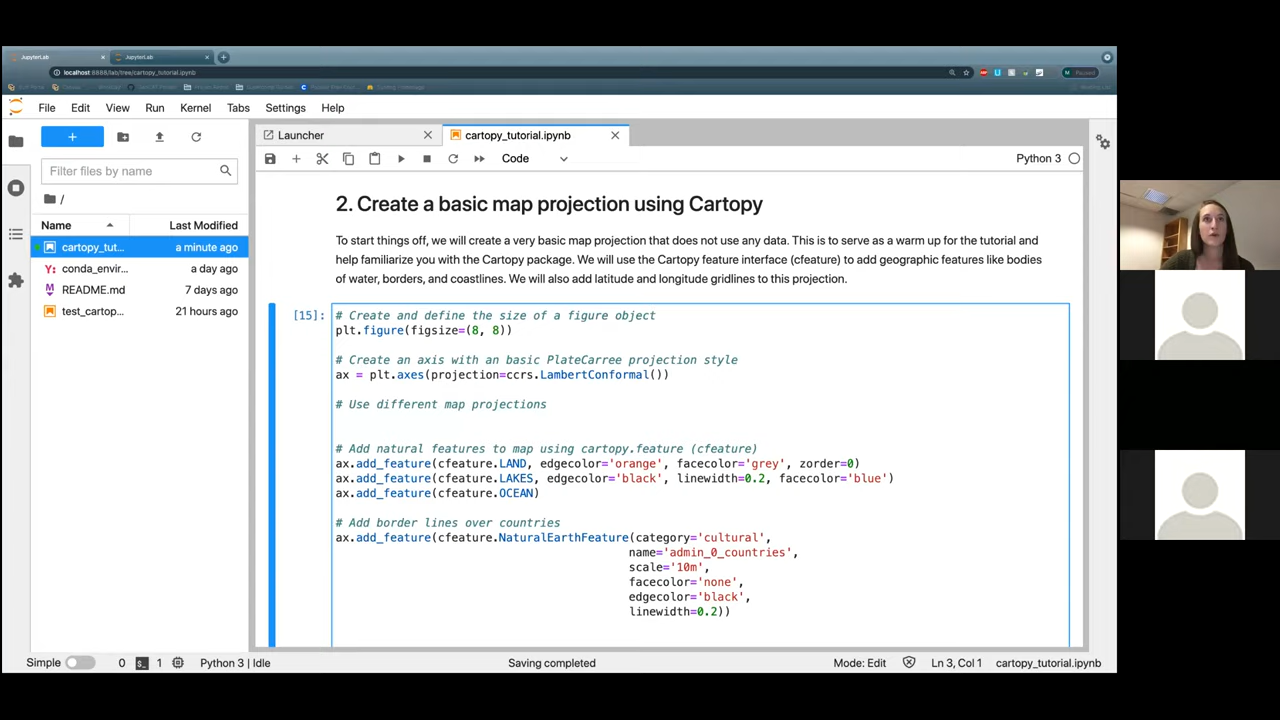 JupyterLab
JupyterLab
localhost:8888/lab/tree/cartopy_tutorial.ipynb
M Paused
File Edit View Run Kernel Tabs Settings Help
Launcher
cartopy_tutorial.ipynb
Filter files by name
Code
Python 3
/
Name Last Modified
cartopy_tut... a minute ago
conda_envir... a day ago
README.md 7 days ago
test_cartop... 21 hours ago
2. Create a basic map projection using Cartopy
To start things off, we will create a very basic map projection that does not use any data. This is to serve as a warm up for the tutorial and
help familiarize you with the Cartopy package. We will use the Cartopy feature interface (cfeature) to add geographic features like bodies
of water, borders, and coastlines. We will also add latitude and longitude gridlines to this projection.
[15]:
# Create and define the size of a figure object
plt.figure(figsize=(8, 8))
# Create an axis with an basic PlateCarree projection style
ax = plt.axes(projection=ccrs.LambertConformal())
# Use different map projections
# Add natural features to map using cartopy.feature (cfeature)
ax.add_feature(cfeature.LAND, edgecolor='orange', facecolor='grey', zorder=0)
ax.add_feature(cfeature.LAKES, edgecolor='black', linewidth=0.2, facecolor='blue')
ax.add_feature(cfeature.OCEAN)
# Add border lines over countries
ax.add_feature(cfeature.NaturalEarthFeature(category='cultural',
name='admin_0_countries',
scale='10m',
facecolor='none',
edgecolor='black',
linewidth=0.2))
Simple 0 1 Python 3 | Idle Saving completed Mode: Edit Ln 3, Col 1 cartopy_tutorial.ipynb